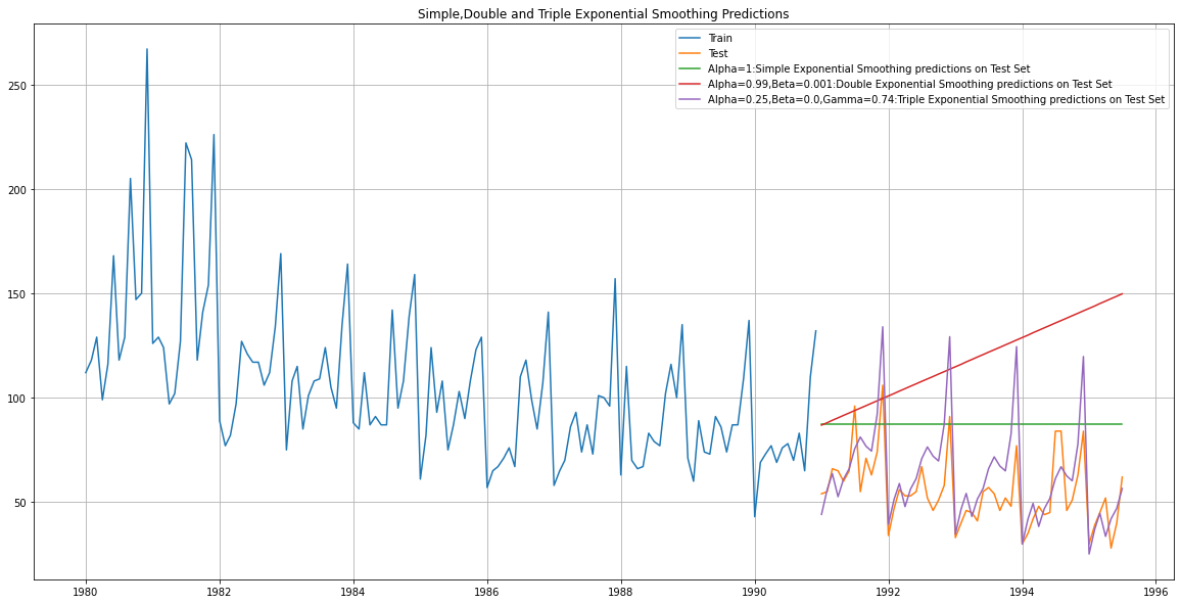 Simple,Double and Triple Exponential Smoothing Predictions
Train
Test
Alpha=1:Simple Exponential Smoothing predictions on Test Set
Alpha=0.99,Beta=0.001:Double Exponential Smoothing predictions on Test Set
Alpha=0.25,Beta=0.0,Gamma=0.74:Triple Exponential Smoothing predictions on Test Set
250
200
150
100
50
1980 1982 1984 1986 1988 1990 1992 1994 1996